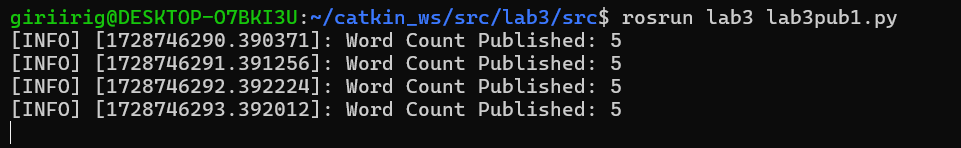 giriirig@DESKTOP-O7BKI3U:~/catkin_ws/src/lab3/src$ rosrun lab3 lab3pub1.py
[INFO] [1728746290.390371]: Word Count Published: 5
[INFO] [1728746291.391256]: Word Count Published: 5
[INFO] [1728746292.392224]: Word Count Published: 5
[INFO] [1728746293.392012]: Word Count Published: 5